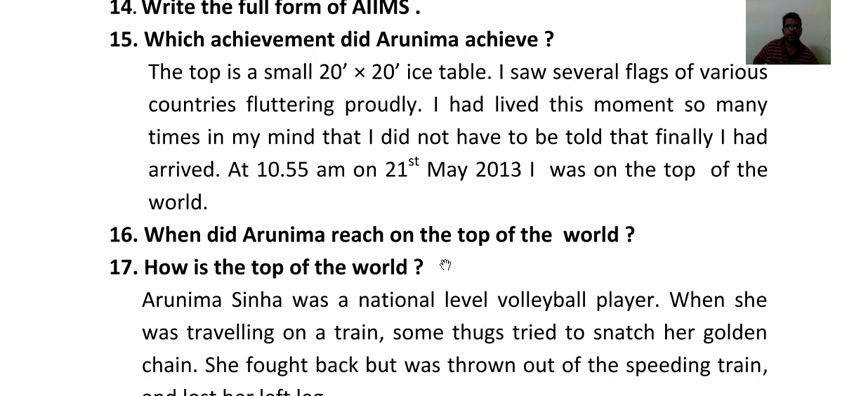 14. Write the full form of AIIMS .
15. Which achievement did Arunima achieve ?
The top is a small 20’ × 20’ ice table. I saw several flags of various
countries fluttering proudly. I had lived this moment so many
times in my mind that I did not have to be told that finally I had
arrived. At 10.55 am on 21st May 2013 I was on the top of the
world.
16. When did Arunima reach on the top of the world ?
17. How is the top of the world ?
Arunima Sinha was a national level volleyball player. When she
was travelling on a train, some thugs tried to snatch her golden
chain. She fought back but was thrown out of the speeding train,
and lost her left leg.